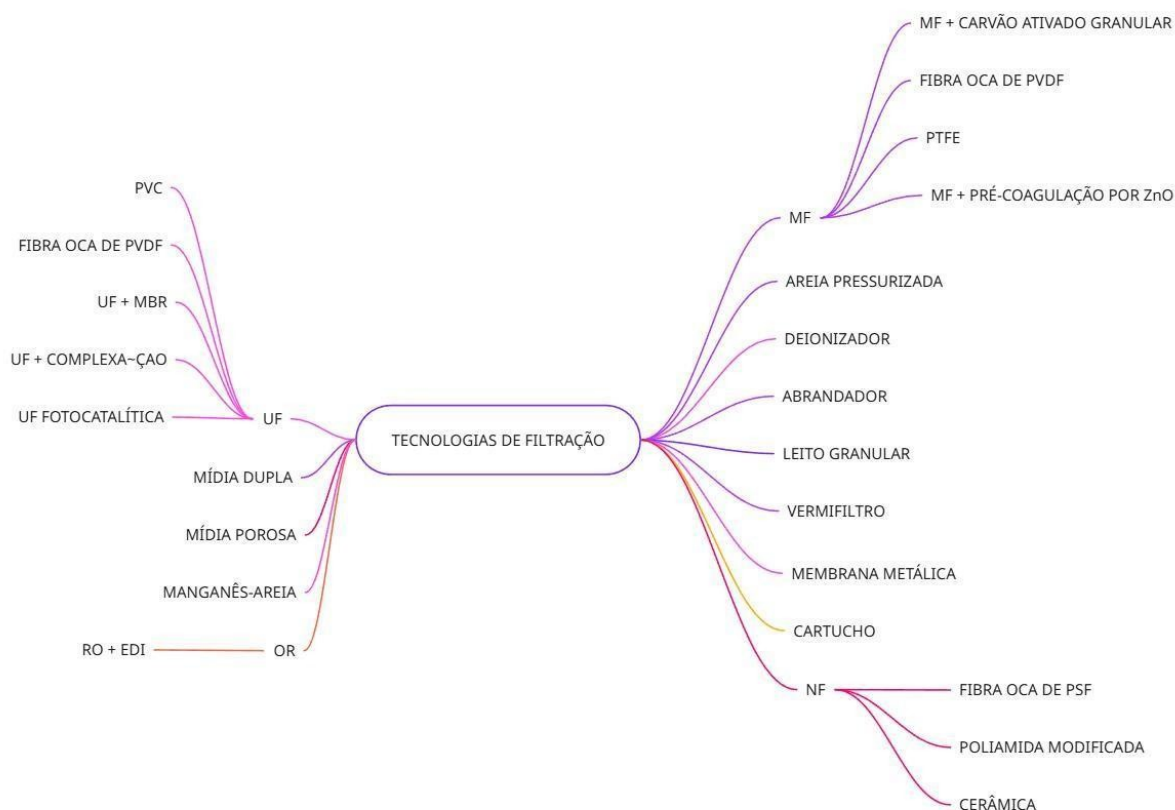 TECNOLOGIAS DE FILTRAÇÃO
MF
MF + CARVÃO ATIVADO GRANULAR
FIBRA OCA DE PVDF
PTFE
MF + PRÉ-COAGULAÇÃO POR ZnO
AREIA PRESSURIZADA
DEIONIZADOR
ABRANDADOR
LEITO GRANULAR
VERMIFILTRO
MEMBRANA METÁLICA
CARTUCHO
NF
FIBRA OCA DE PSF
POLIAMIDA MODIFICADA
CERÂMICA
UF
PVC
FIBRA OCA DE PVDF
UF + MBR
UF + COMPLEXA~ÇAO
UF FOTOCATALÍTICA
MÍDIA DUPLA
MÍDIA POROSA
MANGANÊS-AREIA
OR
RO + EDI